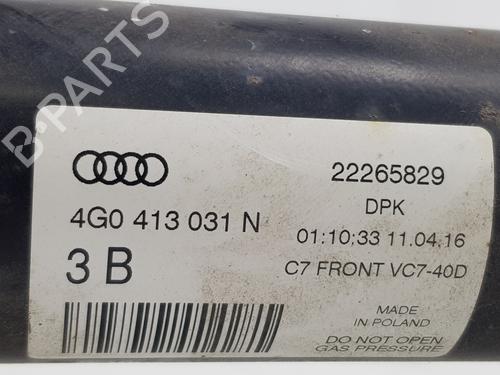 22265829
4G0 413 031 N
DPK
01:10:33 11.04.16
3 B
C7 FRONT VC7-40D
MADE
IN POLAND
DO NOT OPEN
GAS PRESSURE
B-PARTS